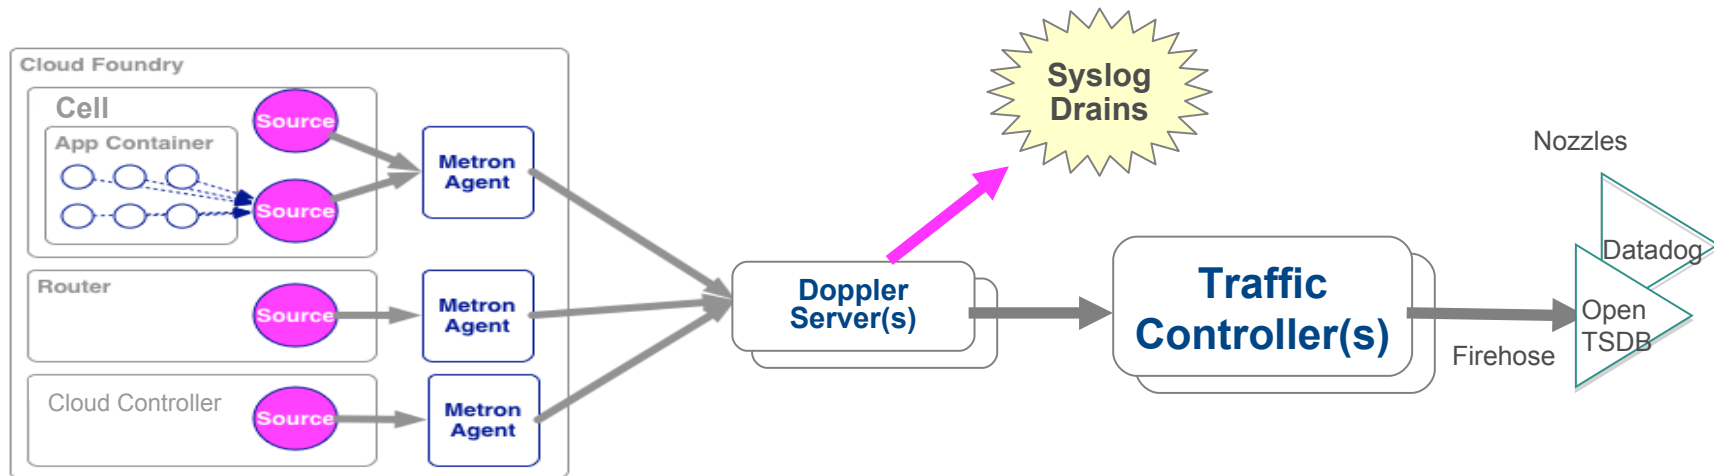 Cloud Foundry
Cell
App Container
Source
Source
Metron
Agent
Router
Source
Metron
Agent
Cloud Controller
Source
Metron
Agent
Syslog
Drains
Doppler
Server(s)
Traffic
Controller(s)
Firehose
Nozzles
Datadog
Open
TSDB